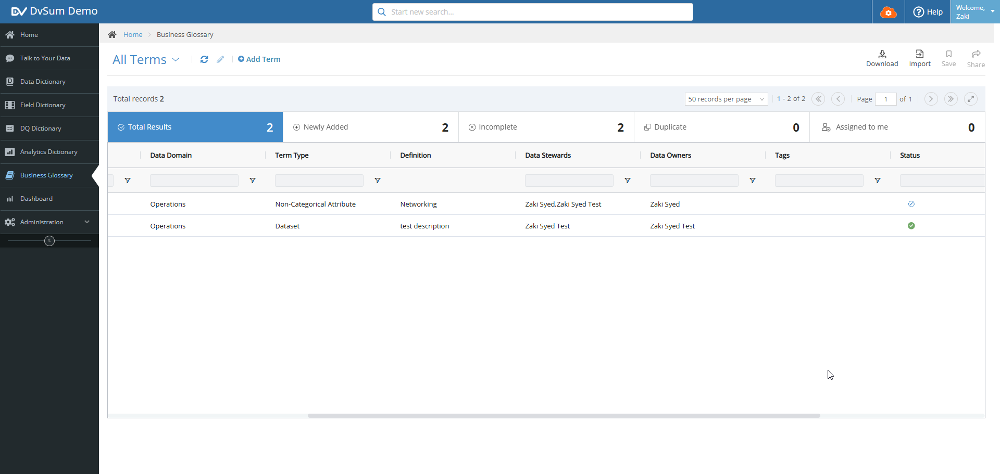 DV DvSum Demo
Start new search...
Help
Welcome,
Zaki
Home
Talk to Your Data
Data Dictionary
Field Dictionary
DQ Dictionary
Analytics Dictionary
Business Glossary
Dashboard
Administration
Home > Business Glossary
All Terms
Add Term
Download
Import
Save
Share
Total records 2
50 records per page
1 - 2 of 2
Page 1 of 1
Total Results 2
Newly Added 2
Incomplete 2
Duplicate 0
Assigned to me 0
Data Domain Term Type Definition Data Stewards Data Owners Tags Status
Operations Non-Categorical Attribute Networking Zaki Syed,Zaki Syed Test Zaki Syed
Operations Dataset test description Zaki Syed Test Zaki Syed Test